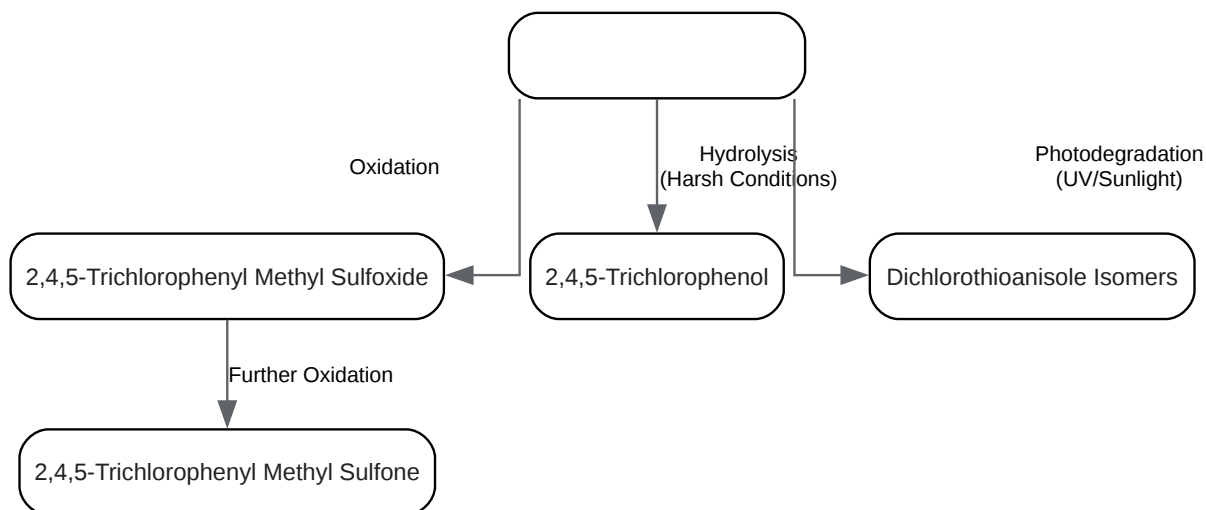 Oxidation
Hydrolysis
(Harsh Conditions)
Photodegradation
(UV/Sunlight)
2,4,5-Trichlorophenyl Methyl Sulfoxide
2,4,5-Trichlorophenol
Dichlorothioanisole Isomers
Further Oxidation
2,4,5-Trichlorophenyl Methyl Sulfone